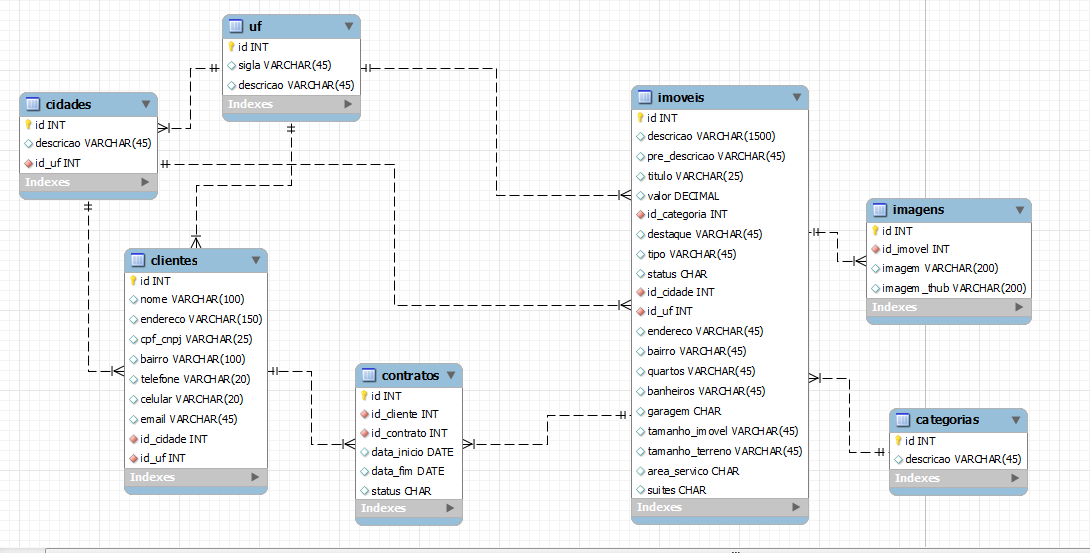 uf
id INT
sigla VARCHAR(45)
descricao VARCHAR(45)
Indexes
cidades
id INT
descricao VARCHAR(45)
id_uf INT
Indexes
clientes
id INT
nome VARCHAR(100)
endereco VARCHAR(150)
cpf_cnpj VARCHAR(25)
bairro VARCHAR(100)
telefone VARCHAR(20)
celular VARCHAR(20)
email VARCHAR(45)
id_cidade INT
id_uf INT
Indexes
contratos
id INT
id_cliente INT
id_contrato INT
data_inicio DATE
data_fim DATE
status CHAR
Indexes
imoveis
id INT
descricao VARCHAR(1500)
pre_descricao VARCHAR(45)
titulo VARCHAR(25)
valor DECIMAL
id_categoria INT
destaque VARCHAR(45)
tipo VARCHAR(45)
status CHAR
id_cidade INT
id_uf INT
endereco VARCHAR(45)
bairro VARCHAR(45)
quartos VARCHAR(45)
banheiros VARCHAR(45)
garagem CHAR
tamanho_imovel VARCHAR(45)
tamanho_terreno VARCHAR(45)
area_servico CHAR
suites CHAR
Indexes
imagens
id INT
id_imovel INT
imagem VARCHAR(200)
imagem_thub VARCHAR(200)
Indexes
categorias
id INT
descricao VARCHAR(45)
Indexes